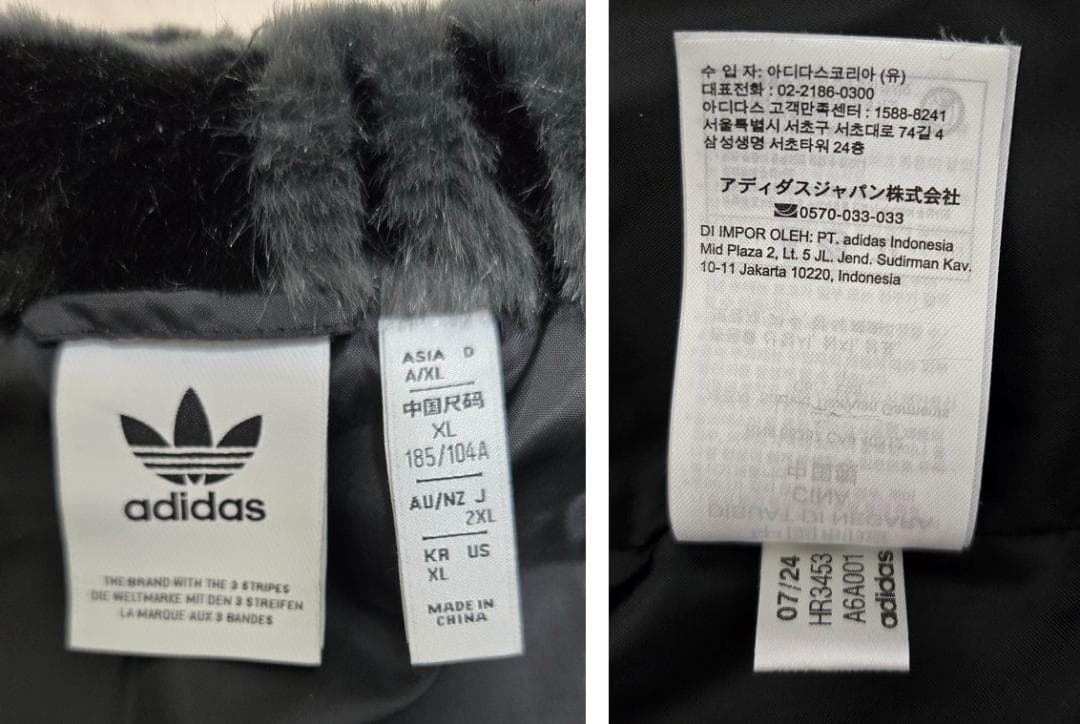 adidas
THE BRAND WITH THE 3 STRIPES
DIE WELTMARKE MIT DEN 3 STREIFEN
LA MARQUE AUX 3 BANDES
ASIA D
A/XL
中国尺码
XL
185/104A
AU/NZ J
2XL
KR US
XL
MADE IN
CHINA
수 입 자: 아디다스코리아 (유)
대표전화 : 02-2186-0300
아디다스 고객만족센터 : 1588-8241
서울특별시 서초구 서초대로 74길 4
삼성생명 서초타워 24층
アディダスジャパン株式会社
0570-033-033
DI IMPOR OLEH: PT. adidas Indonesia
Mid Plaza 2, Lt. 5 JL. Jend. Sudirman Kav.
10-11 Jakarta 10220, Indonesia
07/24
HR3453
A6A001
adidas